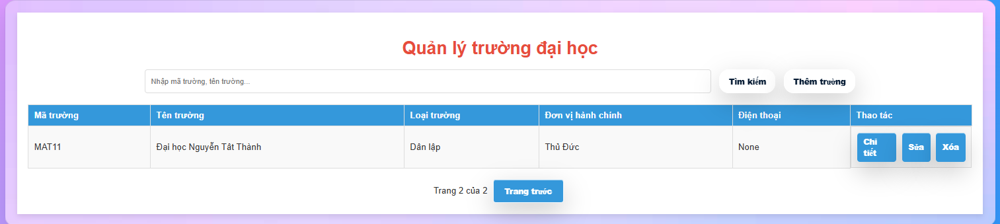 Quản lý trường đại học
Nhập mã trường, tên trường...
Tìm kiếm
Thêm trường
Mã trường Tên trường Loại trường Đơn vị hành chính Điện thoại Thao tác
MAT11 Đại học Nguyễn Tât Thành Dân lập Thủ Đức None
Chi
tiết
Sửa
Xóa
Trang 2 của 2
Trang trước